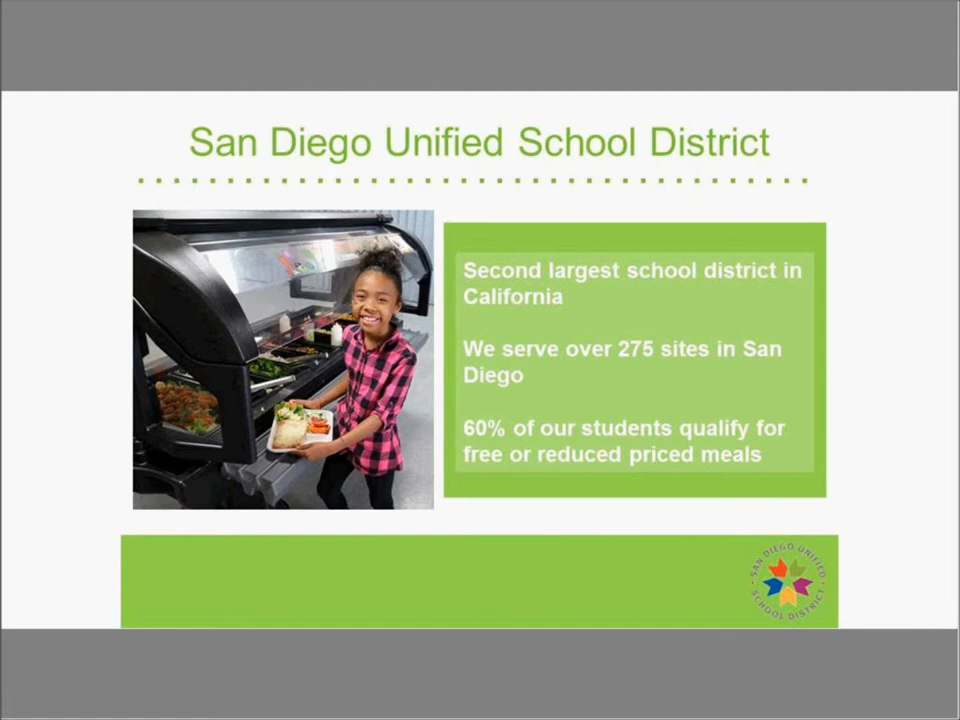 San Diego Unified School District
Second largest school district in
California
We serve over 275 sites in San
Diego
60% of our students qualify for
free or reduced priced meals
SAN DIEGO UNIFIED
SCHOOL DISTRICT